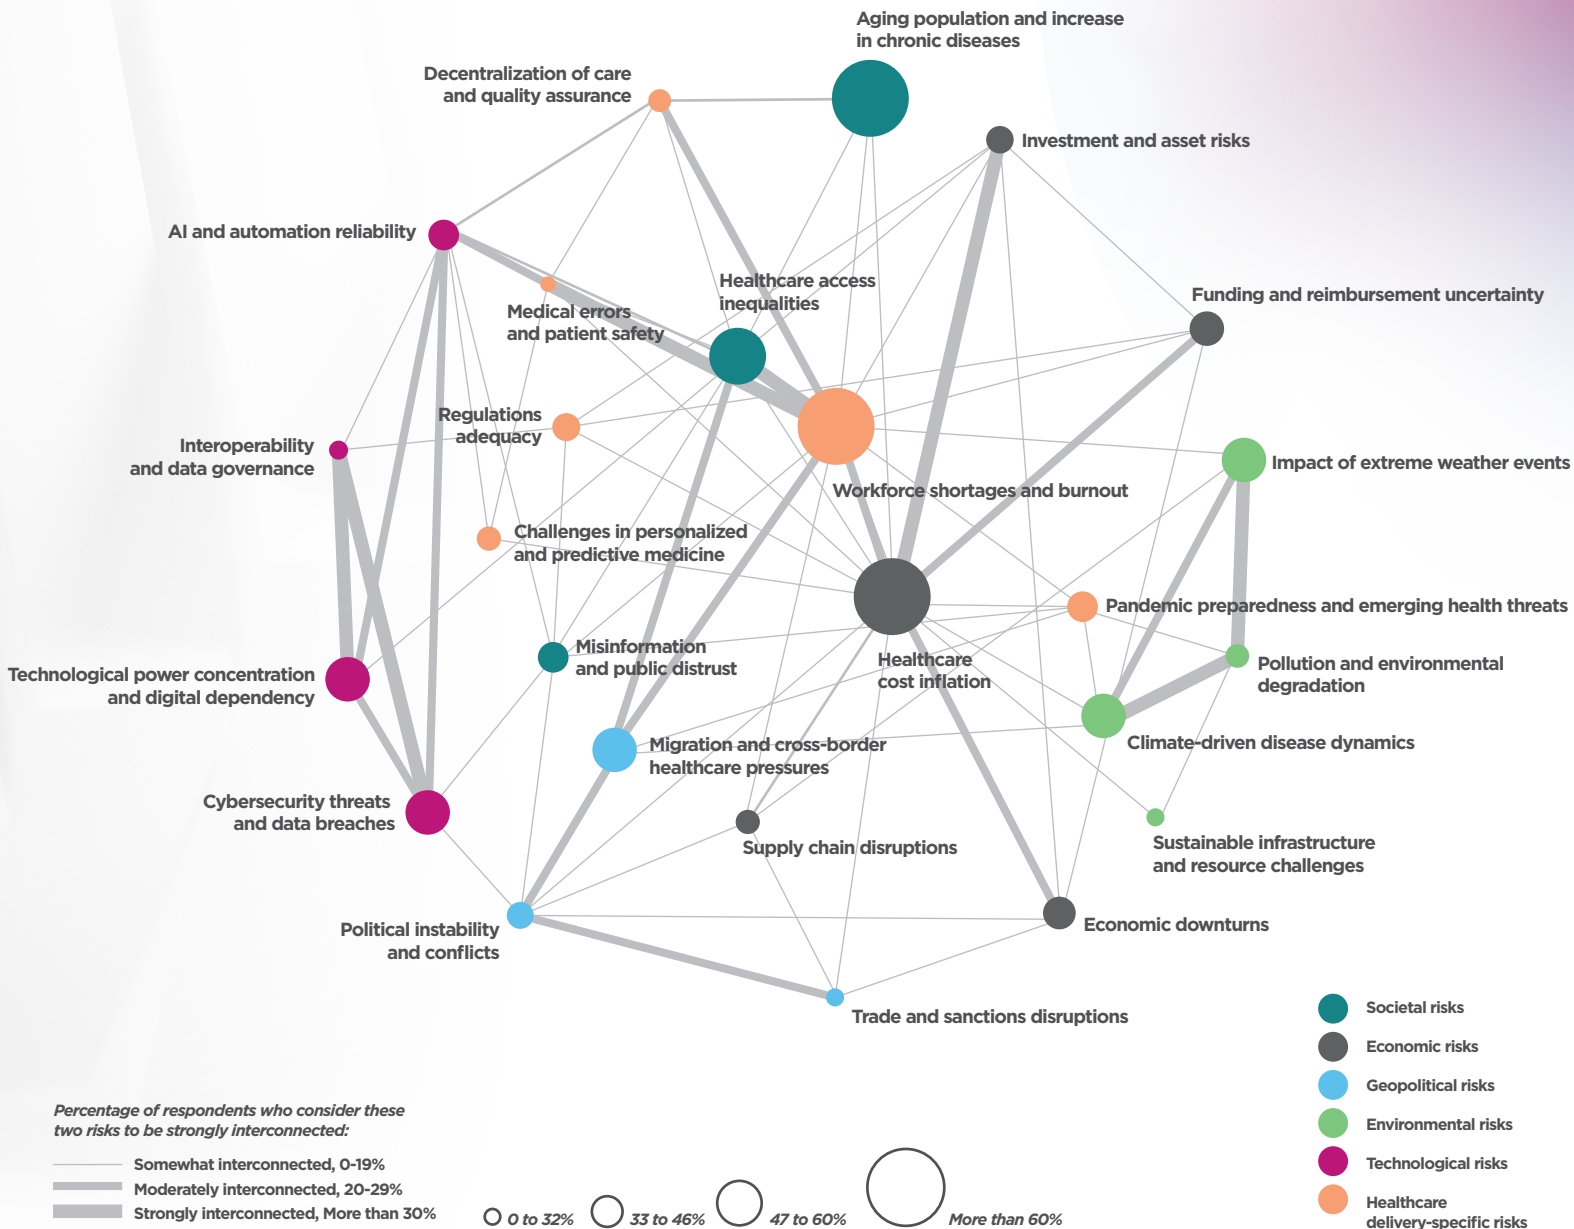 Aging population and increase
in chronic diseases
Decentralization of care
and quality assurance
Investment and asset risks
AI and automation reliability
Healthcare access
inequalities
Medical errors
and patient safety
Funding and reimbursement uncertainty
Regulations
adequacy
Interoperability
and data governance
Impact of extreme weather events
Workforce shortages and burnout
Challenges in personalized
and predictive medicine
Pandemic preparedness and emerging health threats
Misinformation
and public distrust
Healthcare
cost inflation
Pollution and environmental
degradation
Technological power concentration
and digital dependency
Migration and cross-border
healthcare pressures
Climate-driven disease dynamics
Cybersecurity threats
and data breaches
Supply chain disruptions
Sustainable infrastructure
and resource challenges
Political instability
and conflicts
Economic downturns
Trade and sanctions disruptions
Societal risks
Economic risks
Geopolitical risks
Environmental risks
Technological risks
Healthcare
delivery-specific risks
Percentage of respondents who consider these
two risks to be strongly interconnected:
Somewhat interconnected, 0-19%
Moderately interconnected, 20-29%
Strongly interconnected, More than 30%
0 to 32%
33 to 46%
47 to 60%
More than 60%